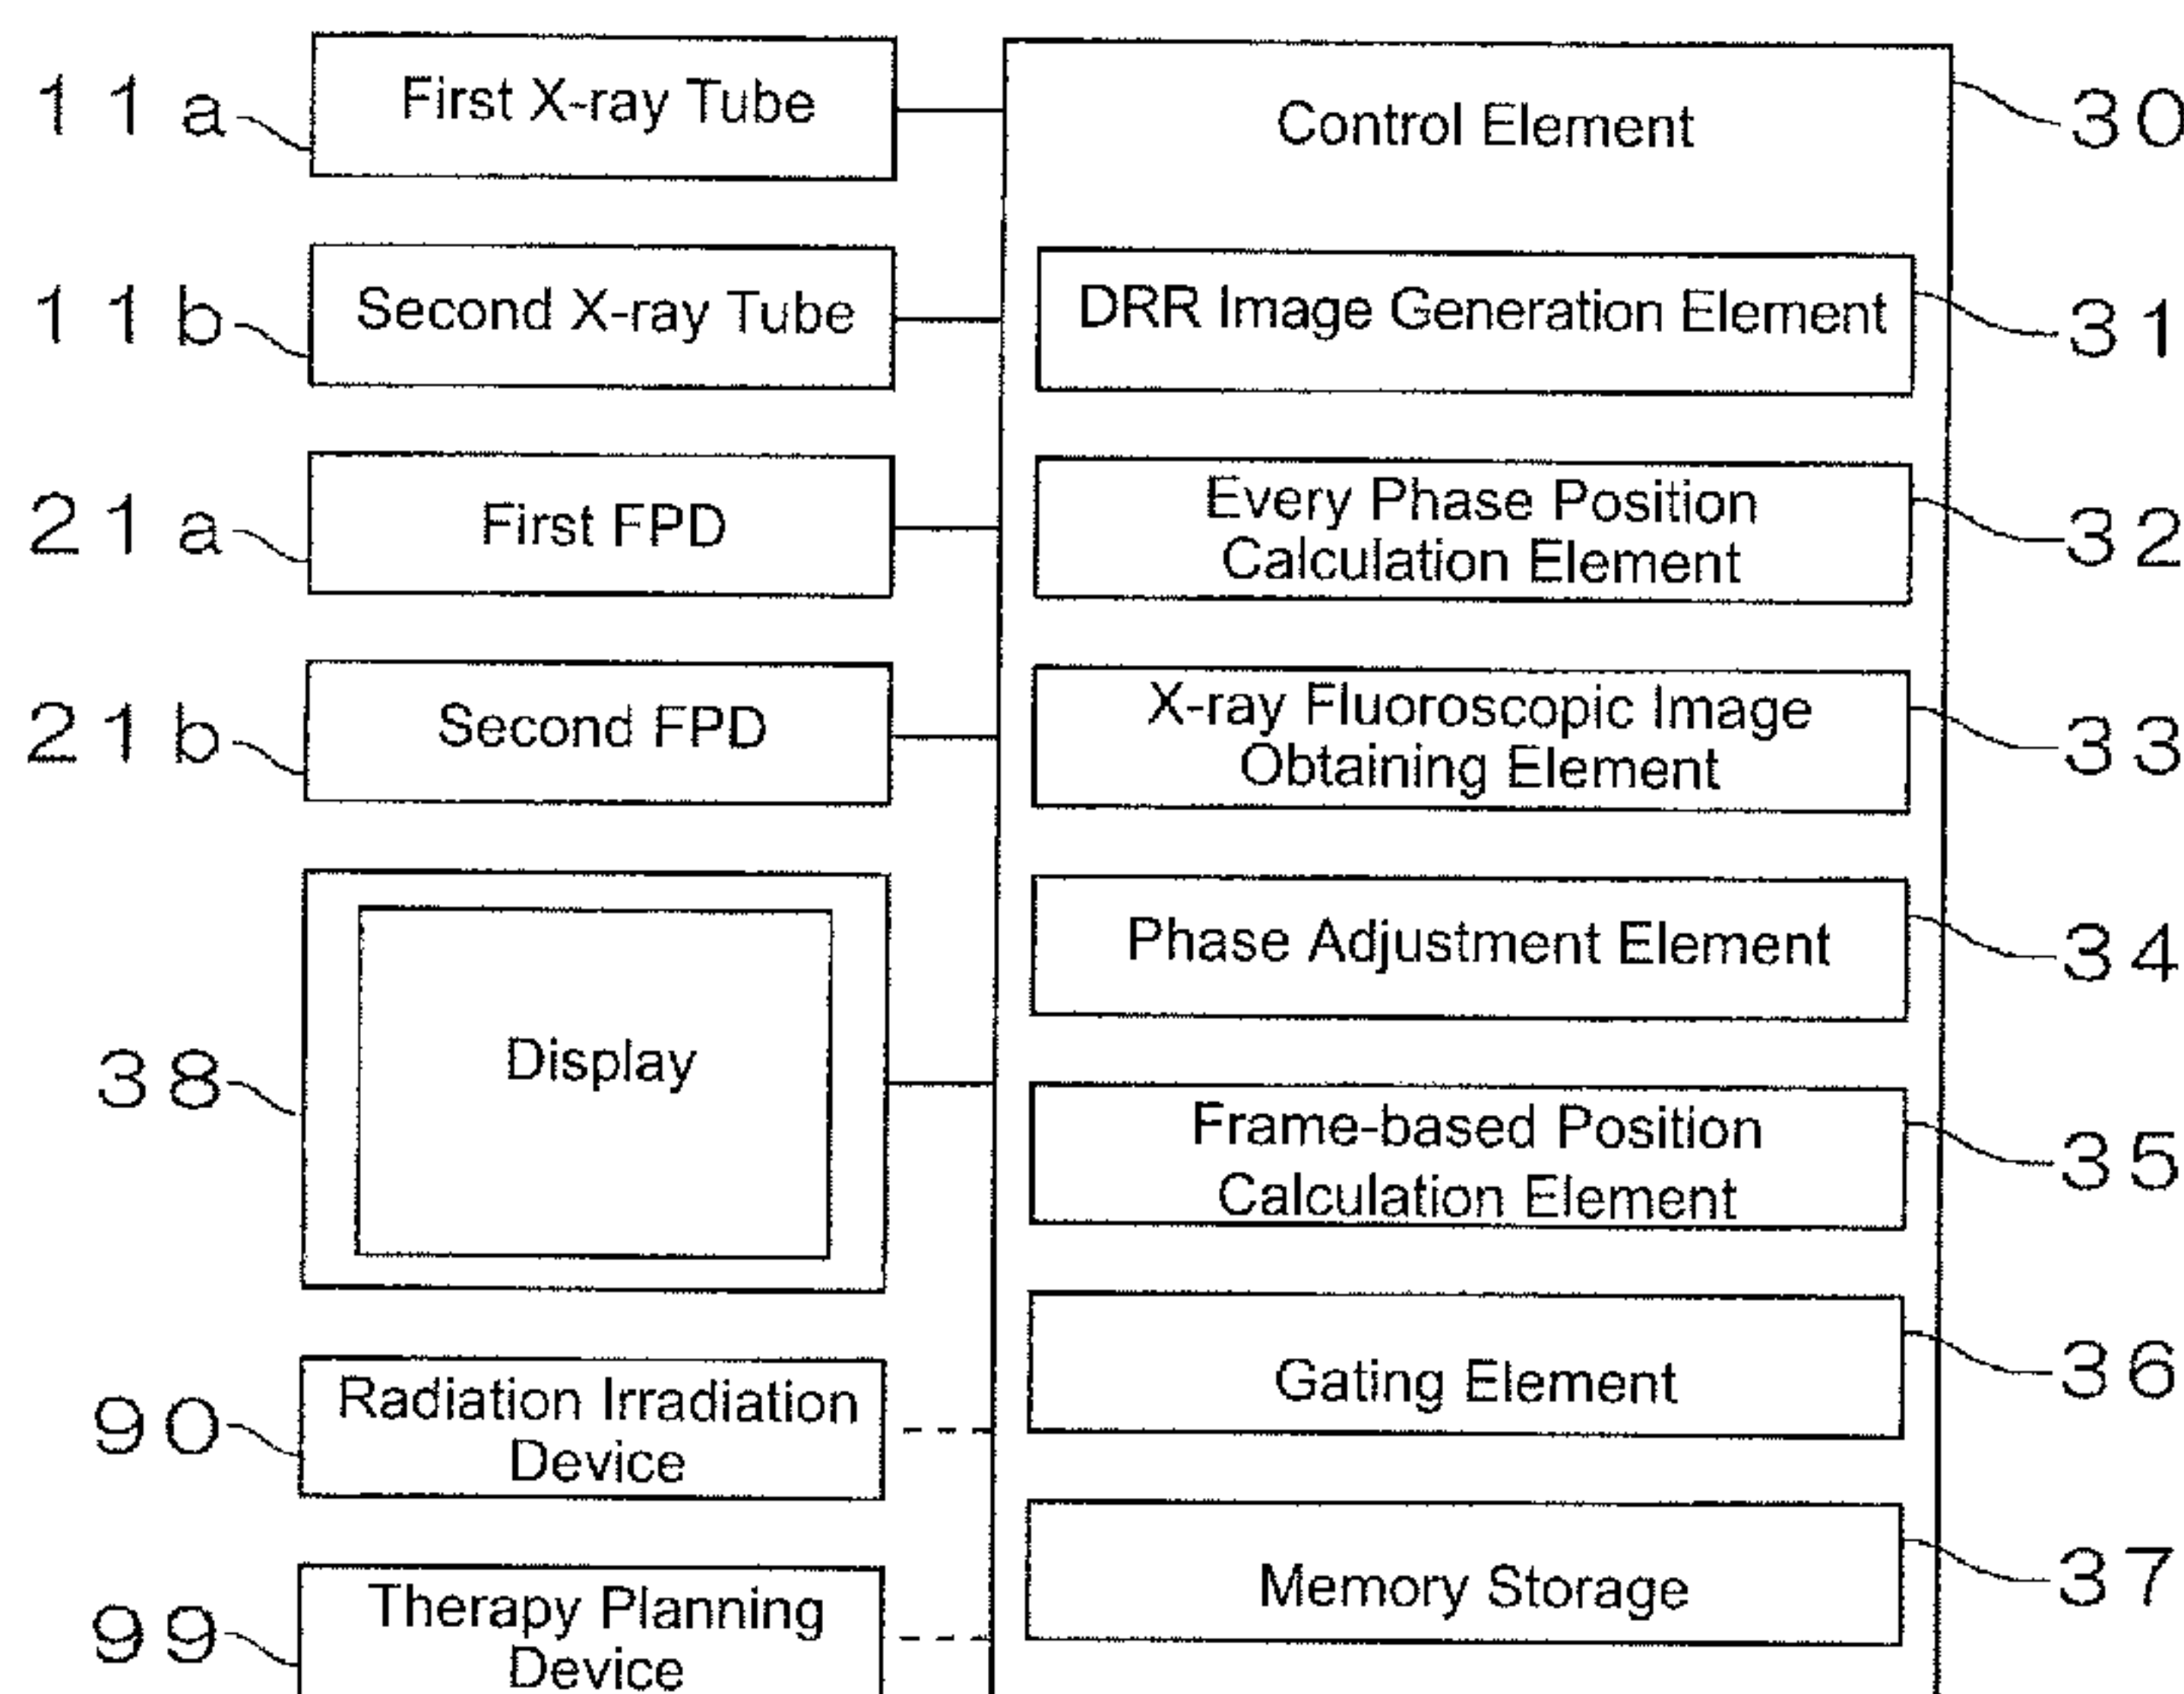 11a
First X-ray Tube
Control Element
30
11b
Second X-ray Tube
DRR Image Generation Element
31
21a
First FPD
Every Phase Position
Calculation Element
32
21b
Second FPD
X-ray Fluoroscopic Image
Obtaining Element
33
Phase Adjustment Element
34
38
Display
Frame-based Position
Calculation Element
35
90
Radiation Irradiation
Device
Gating Element
36
99
Therapy Planning
Device
Memory Storage
37